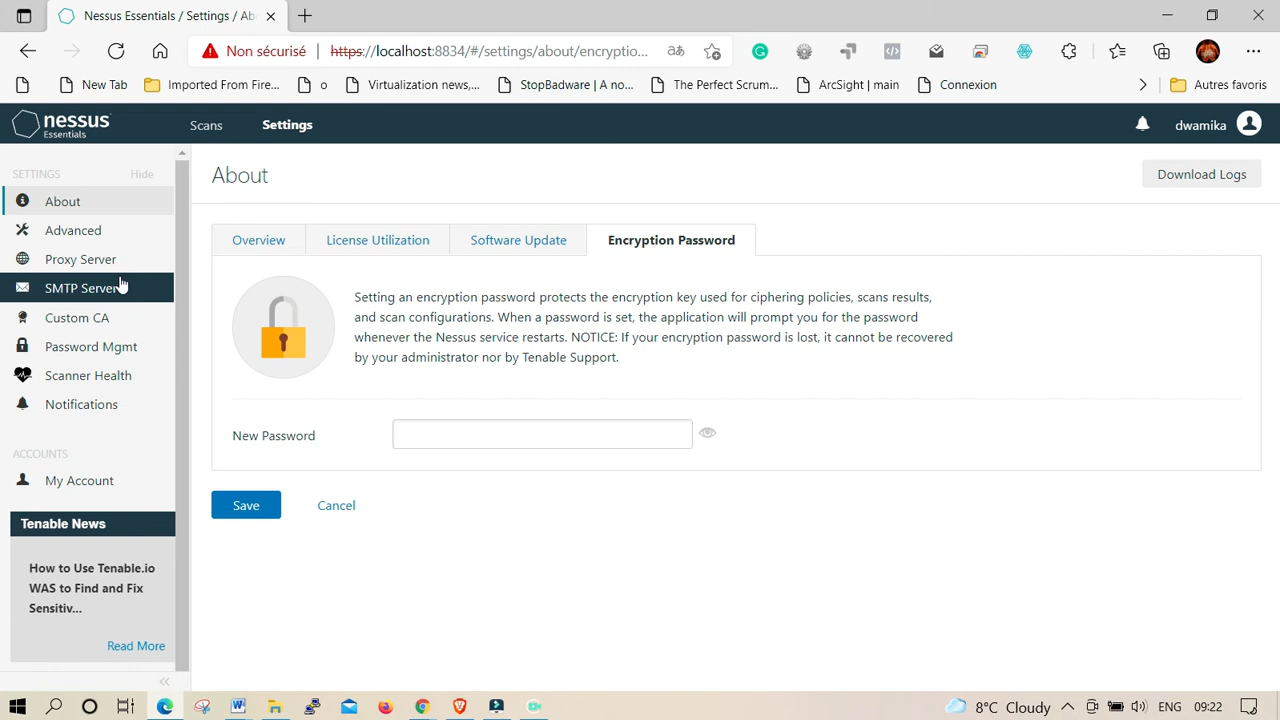 Nessus Essentials / Settings / Ab
Non sécurisé
https://localhost:8834/#/settings/about/encryptio...
New Tab
Imported From Fire...
o
Virtualization news,...
StopBadware | A no...
The Perfect Scrum...
ArcSight | main
Connexion
Autres favoris
nessus
Essentials
Scans
Settings
dwamika
SETTINGS
Hide
About
Advanced
Proxy Server
SMTP Server
Custom CA
Password Mgmt
Scanner Health
Notifications
ACCOUNTS
My Account
Tenable News
How to Use Tenable.io
WAS to Find and Fix
Sensitiv...
Read More
About
Download Logs
Overview
License Utilization
Software Update
Encryption Password
Setting an encryption password protects the encryption key used for ciphering policies, scans results,
and scan configurations. When a password is set, the application will prompt you for the password
whenever the Nessus service restarts. NOTICE: If your encryption password is lost, it cannot be recovered
by your administrator nor by Tenable Support.
New Password
Save
Cancel
8°C Cloudy
ENG
09:22